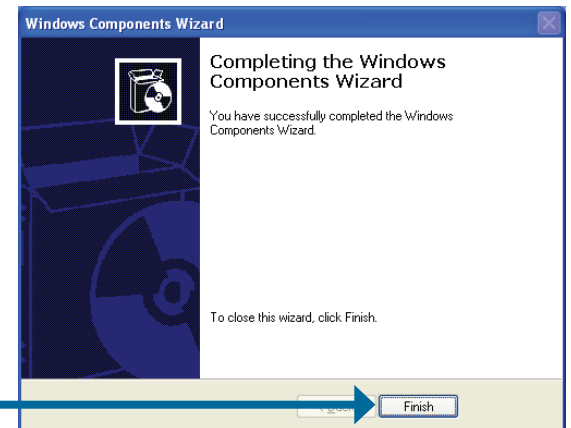 Windows Components Wizard
Completing the Windows
Components Wizard
You have successfully completed the Windows
Components Wizard.
To close this wizard, click Finish.
Finish